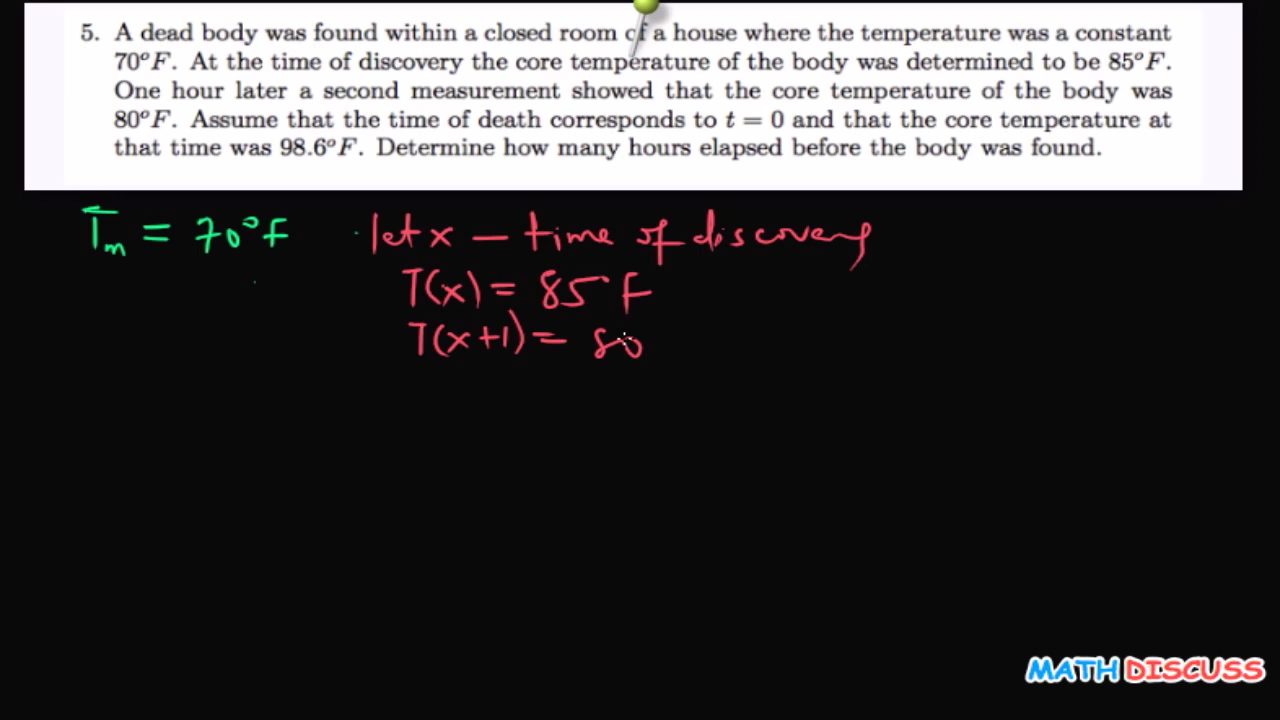 5. A dead body was found within a closed room of a house where the temperature was a constant
70°F. At the time of discovery the core temperature of the body was determined to be 85°F.
One hour later a second measurement showed that the core temperature of the body was
80°F. Assume that the time of death corresponds to t = 0 and that the core temperature at
that time was 98.6°F. Determine how many hours elapsed before the body was found.
Tm = 70°F let x — time of discovery
T(x) = 85°F
T(x+1) = 80
MATH DISCUSS